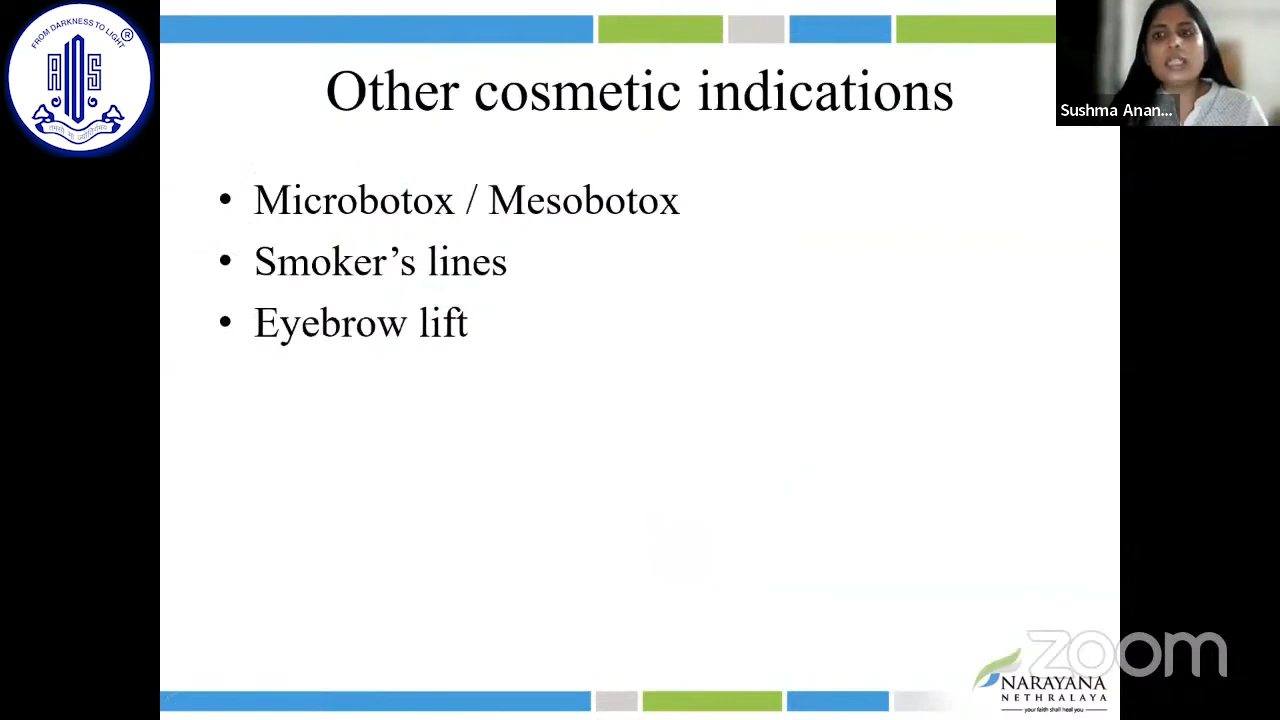 FROM DARKNESS TO LIGHT
®
AIOS
Other cosmetic indications
Sushma Anan...
• Microbotox / Mesobotox
• Smoker’s lines
• Eyebrow lift
zoom
NARAYANA
NETHRALAYA
your faith shall heal you